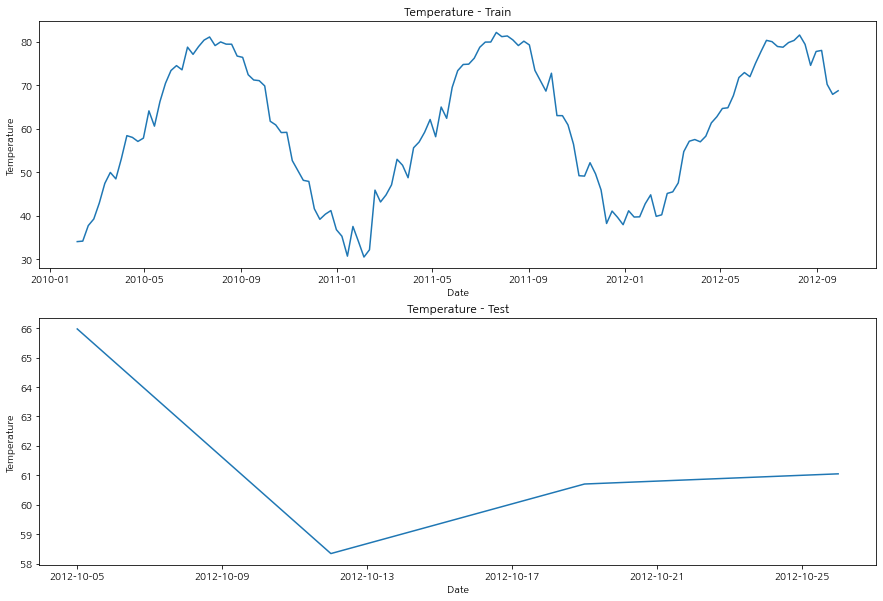 Temperature - Train
Temperature
80
70
60
50
40
30
2010-01 2010-05 2010-09 2011-01 2011-05 2011-09 2012-01 2012-05 2012-09
Date
Temperature - Test
Temperature
66
65
64
63
62
61
60
59
58
2012-10-05 2012-10-09 2012-10-13 2012-10-17 2012-10-21 2012-10-25
Date